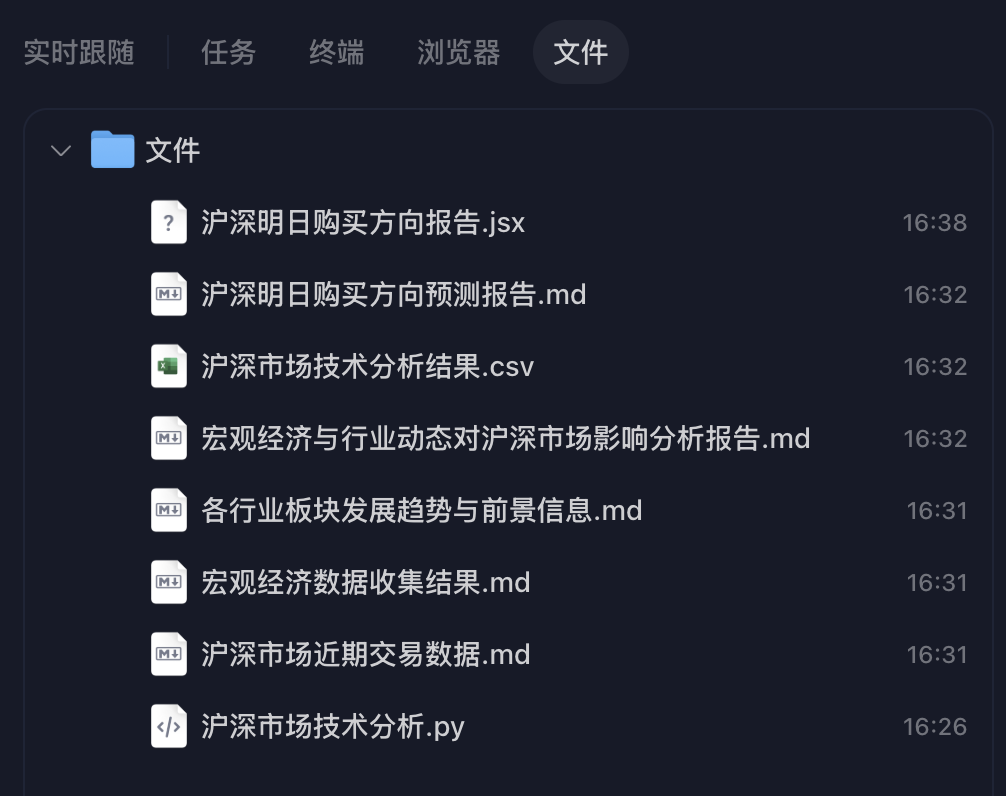 实时跟随 任务 终端 浏览器 文件
文件
沪深明日购买方向报告.jsx 16:38
沪深明日购买方向预测报告.md 16:32
沪深市场技术分析结果.csv 16:32
宏观经济与行业动态对沪深市场影响分析报告.md 16:32
各行业板块发展趋势与前景信息.md 16:31
宏观经济数据收集结果.md 16:31
沪深市场近期交易数据.md 16:31
沪深市场技术分析.py 16:26